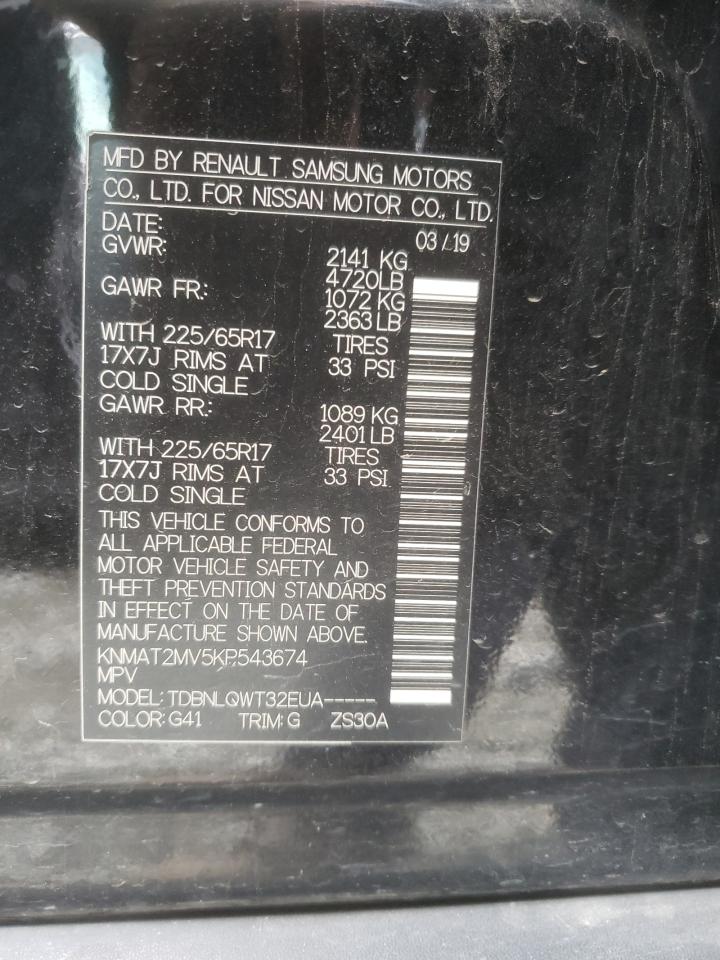 MFD BY RENAULT SAMSUNG MOTORS
CO., LTD. FOR NISSAN MOTOR CO., LTD.
DATE: 03/19
GVWR: 2141 KG
4720LB
GAWR FR.: 1072 KG
2363 LB
WITH 225/65R17 TIRES
17X7J RIMS AT 33 PSI
COLD SINGLE
GAWR RR.: 1089 KG
2401 LB
WITH 225/65R17 TIRES
17X7J RIMS AT 33 PSI
COLD SINGLE
THIS VEHICLE CONFORMS TO
ALL APPLICABLE FEDERAL
MOTOR VEHICLE SAFETY AND
THEFT PREVENTION STANDARDS
IN EFFECT ON THE DATE OF
MANUFACTURE SHOWN ABOVE.
KNMAT2MV5KP543674
MPV
MODEL: TDBNLQWT32EUA-----
COLOR: G41 TRIM: G ZS30A